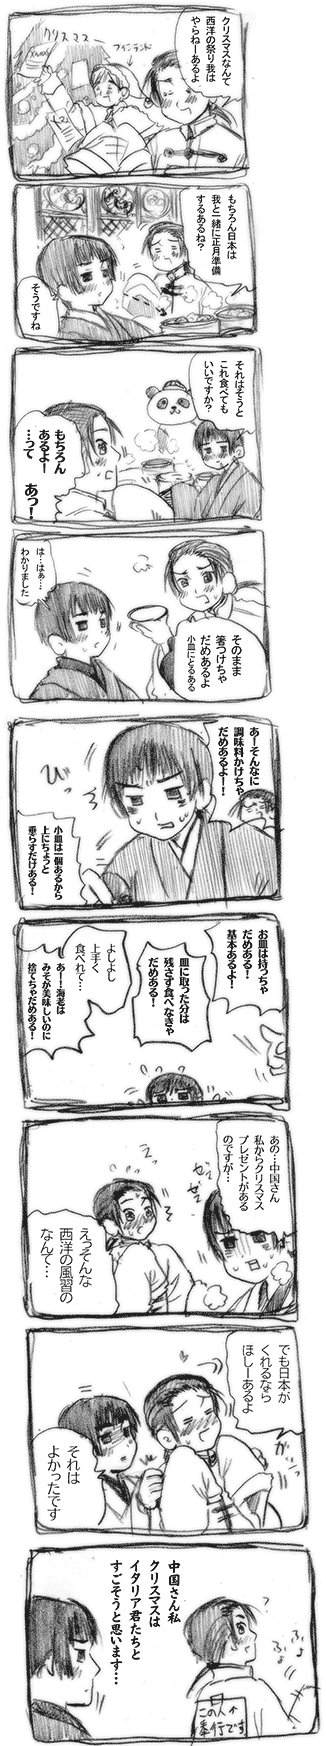 クリスマスなんて
西洋の祭り我は
やらねーあるよ
クリスマスー
フィンランド
もちろん日本は
我と一緒に正月準備
するあるね?
そうですね
それはそうと
これ食べても
いいですか?
もちろん
あるよー
…って
あっ!
そのまま
箸つけちゃ
だめあるよ
小皿にとるある
は…はぁ…
わかりました
あーそんなに
調味料かけちゃ
だめあるよー!
びっ
小皿は一個あるから
上にちょっと
垂らすだけある!
お皿は持つちゃ
だめある!
基本あるよ!
皿に取った分は
残さず食べなきゃ
だめある!
よしよし
上手く
食べれて…
あー!海老は
みそが美味しいのに
捨てちゃだめある!
あの…中国さん
私からクリスマス
プレゼントがある
のですが…
ぜぇ
ぜぇ
えっそんな
西洋の風習の
なんて…
でも日本が
くれるなら
ほしーあるよ
がしっ
それは
よかったです
中国さん私
クリスマスは
イタリア君たちと
すごそうと思います…
?
ふょ
ふょ
この人↑
奉行です